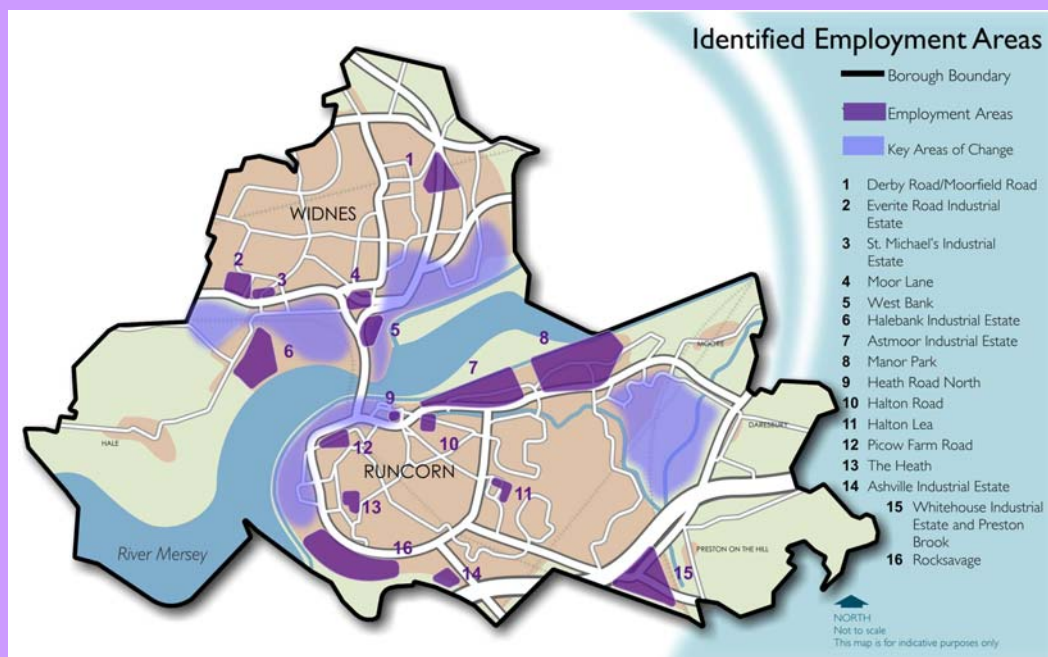 Identified Employment Areas
Borough Boundary
Employment Areas
Key Areas of Change
1 Derby Road/Moorfield Road
2 Everite Road Industrial
Estate
3 St. Michael's Industrial
Estate
4 Moor Lane
5 West Bank
6 Halebank Industrial Estate
7 Astmoor Industrial Estate
8 Manor Park
9 Heath Road North
10 Halton Road
11 Halton Lea
12 Picow Farm Road
13 The Heath
14 Ashville Industrial Estate
15 Whitehouse Industrial
Estate and Preston
Brook
16 Rocksavage
NORTH
Not to scale
This map is for indicative purposes only
1
WIDNES
2
3
4
5
6
7
8
MOORE
9
10
HALE
DARESBURY
12
RUNCORN
11
13
River Mersey
16
14
15
PRESTON ON THE HILL